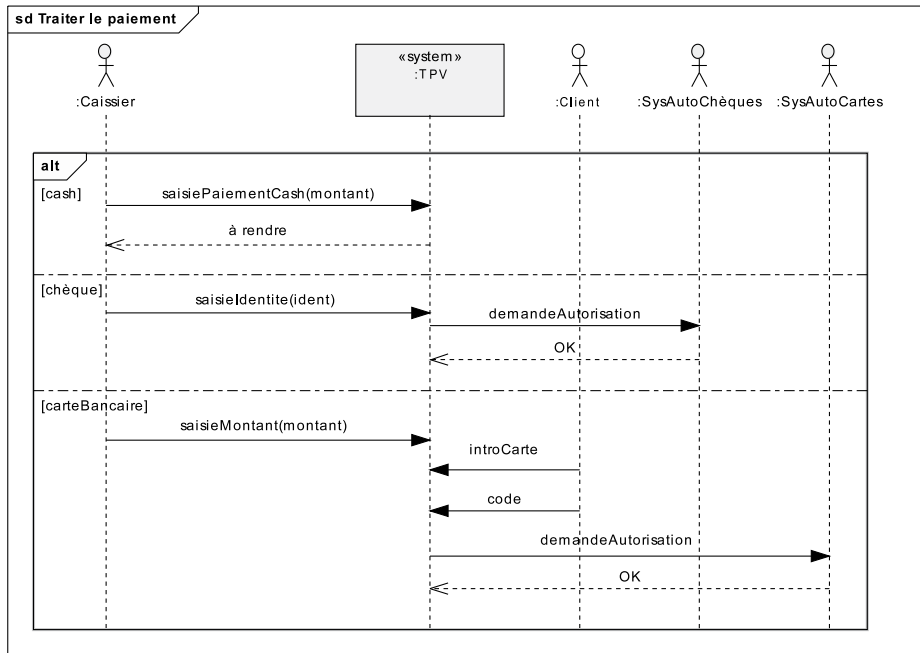 sd Traiter le paiement
«system»
:TPV
:Caissier
:Client
:SysAutoChèques
:SysAutoCartes
alt
[cash]
saisiePaiementCash(montant)
à rendre
[chèque]
saisieIdentite(ident)
demandeAutorisation
OK
[carteBancaire]
saisieMontant(montant)
introCarte
code
demandeAutorisation
OK